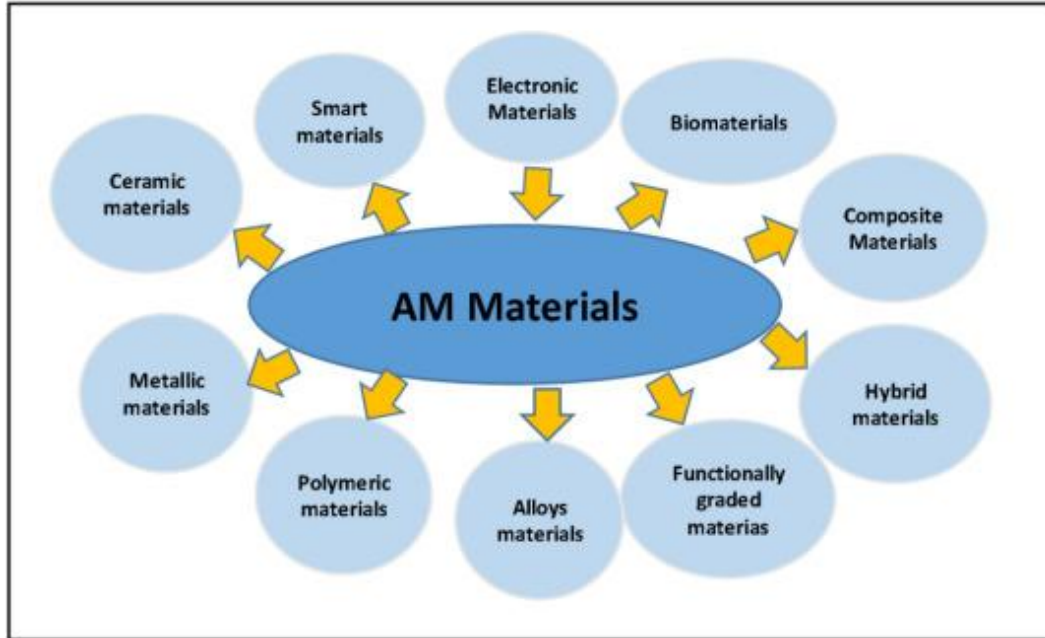 Electronic
Materials
Smart
materials
Biomaterials
Ceramic
materials
Composite
Materials
AM Materials
Metallic
materials
Hybrid
materials
Polymeric
materials
Alloys
materials
Functionally
graded
materias